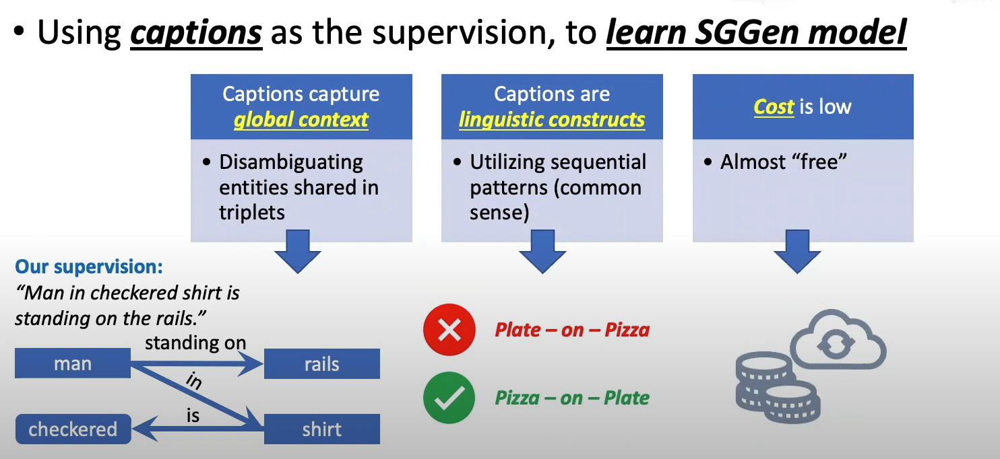 • Using captions as the supervision, to learn SGGen model
Captions capture
global context
• Disambiguating
entities shared in
triplets
Captions are
linguistic constructs
• Utilizing sequential
patterns (common
sense)
Cost is low
• Almost “free”
Our supervision:
“Man in checkered shirt is
standing on the rails.”
standing on
man
rails
in
is
checkered
shirt
Plate – on – Pizza
Pizza – on – Plate